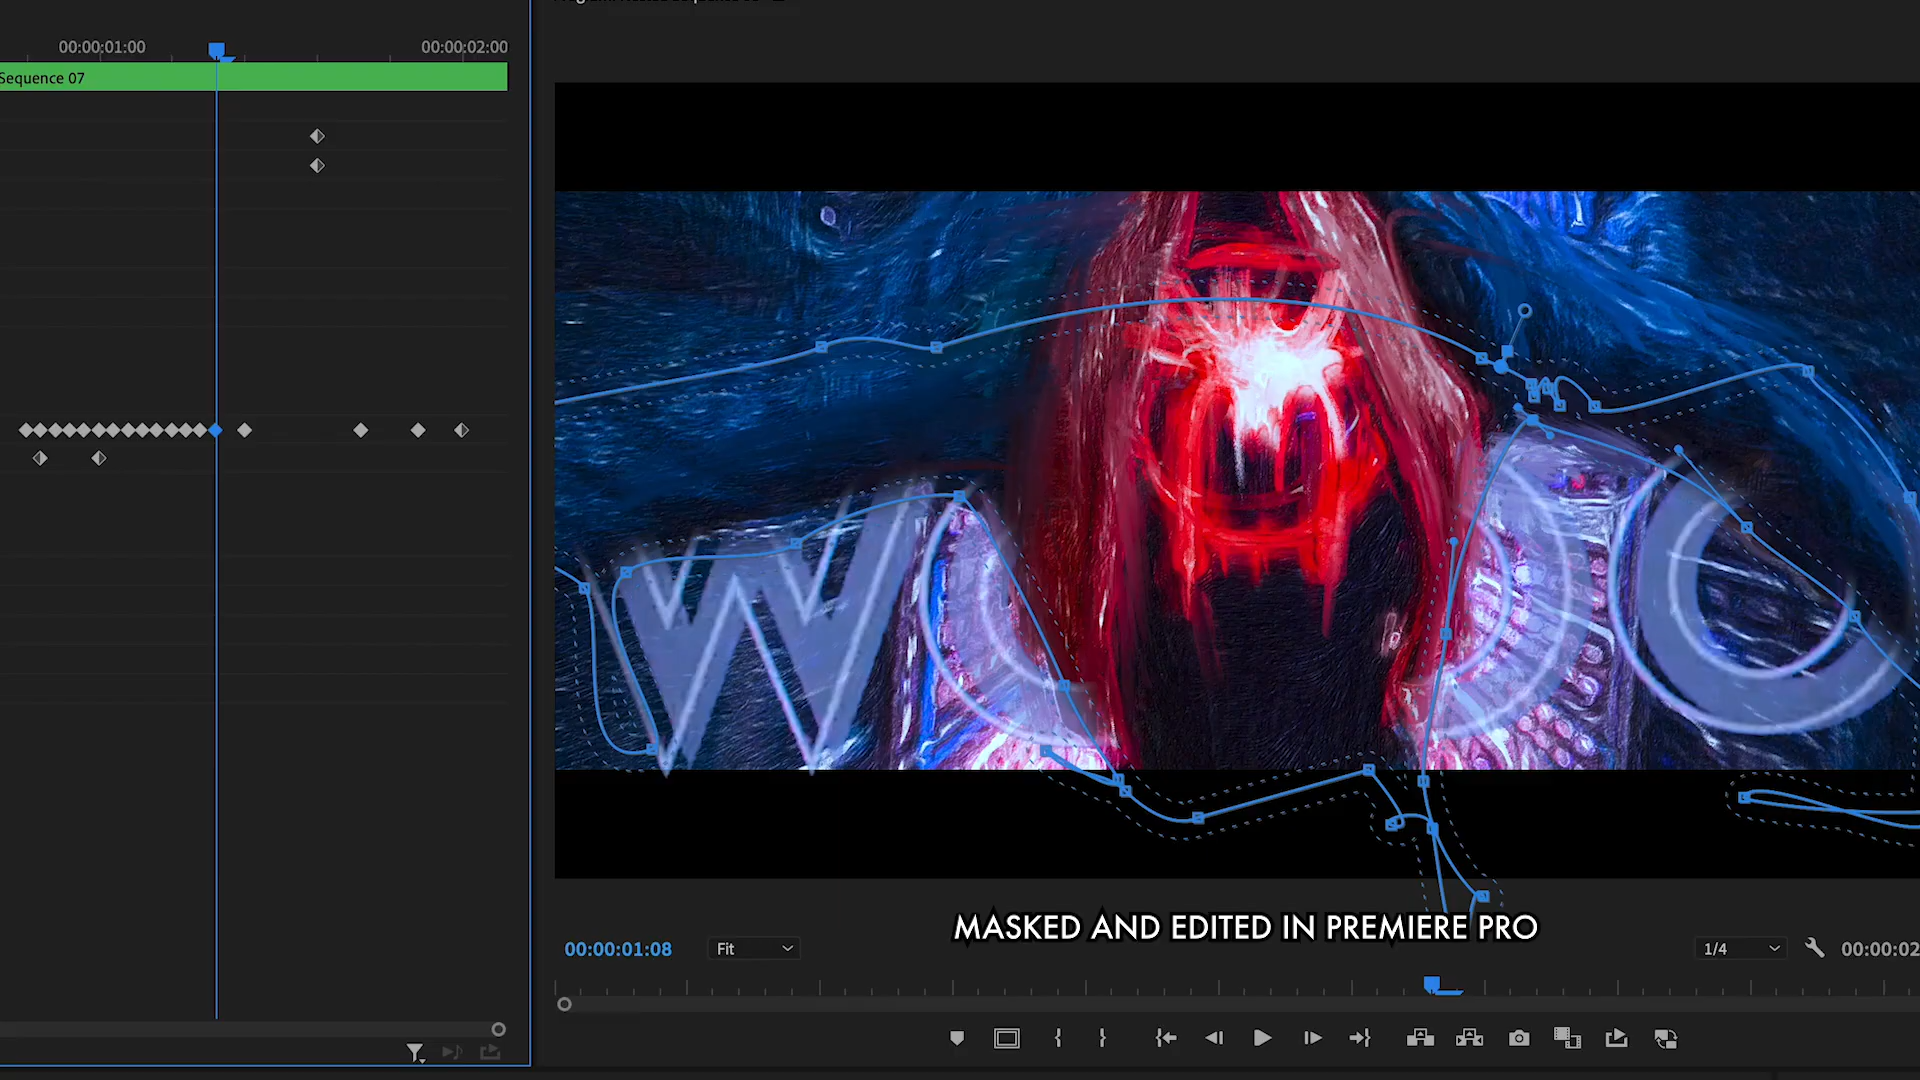 00:00:01:00 00:00:02:00
Sequence 07
WOOO
MASKED AND EDITED IN PREMIERE PRO
00:00:01:08 Fit 1/4 00:00:02